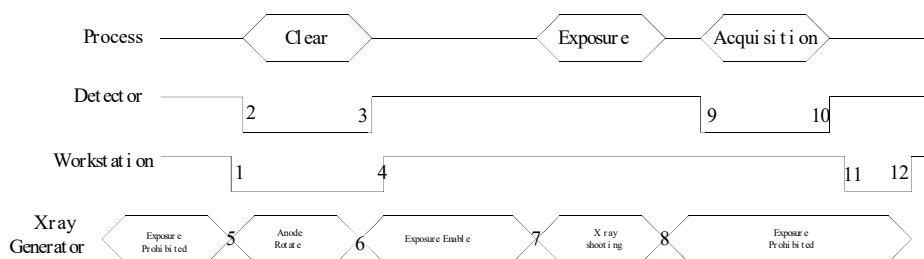 Process Clear Exposure Acquisition
Detector 2 3 9 10
Workstation 1 4 11 12
Xray
Generator
Exposure
Prohibited
5
Anode
Rotate
6
Exposure Enable
7
X ray
shooting
8
Exposure
Prohibited